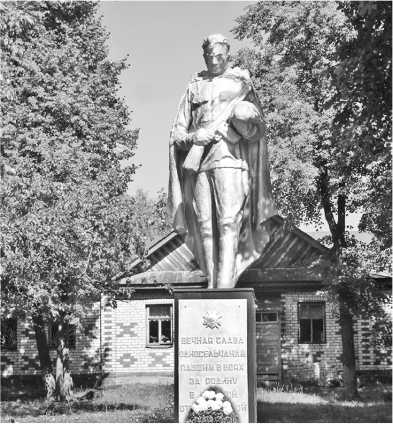 ВЕЧНАЯ СЛАВА
ОДНОСЕЛЬЧАНАМ
ПАВШИМ В БОЯХ
ЗА РОДИНУ
В